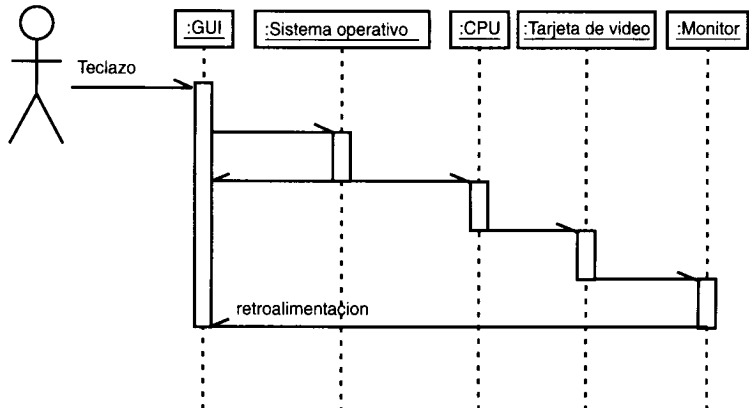 :GUI
:Sistema operativo
:CPU
:Tarjeta de video
:Monitor
Teclazo
retroalimentacion